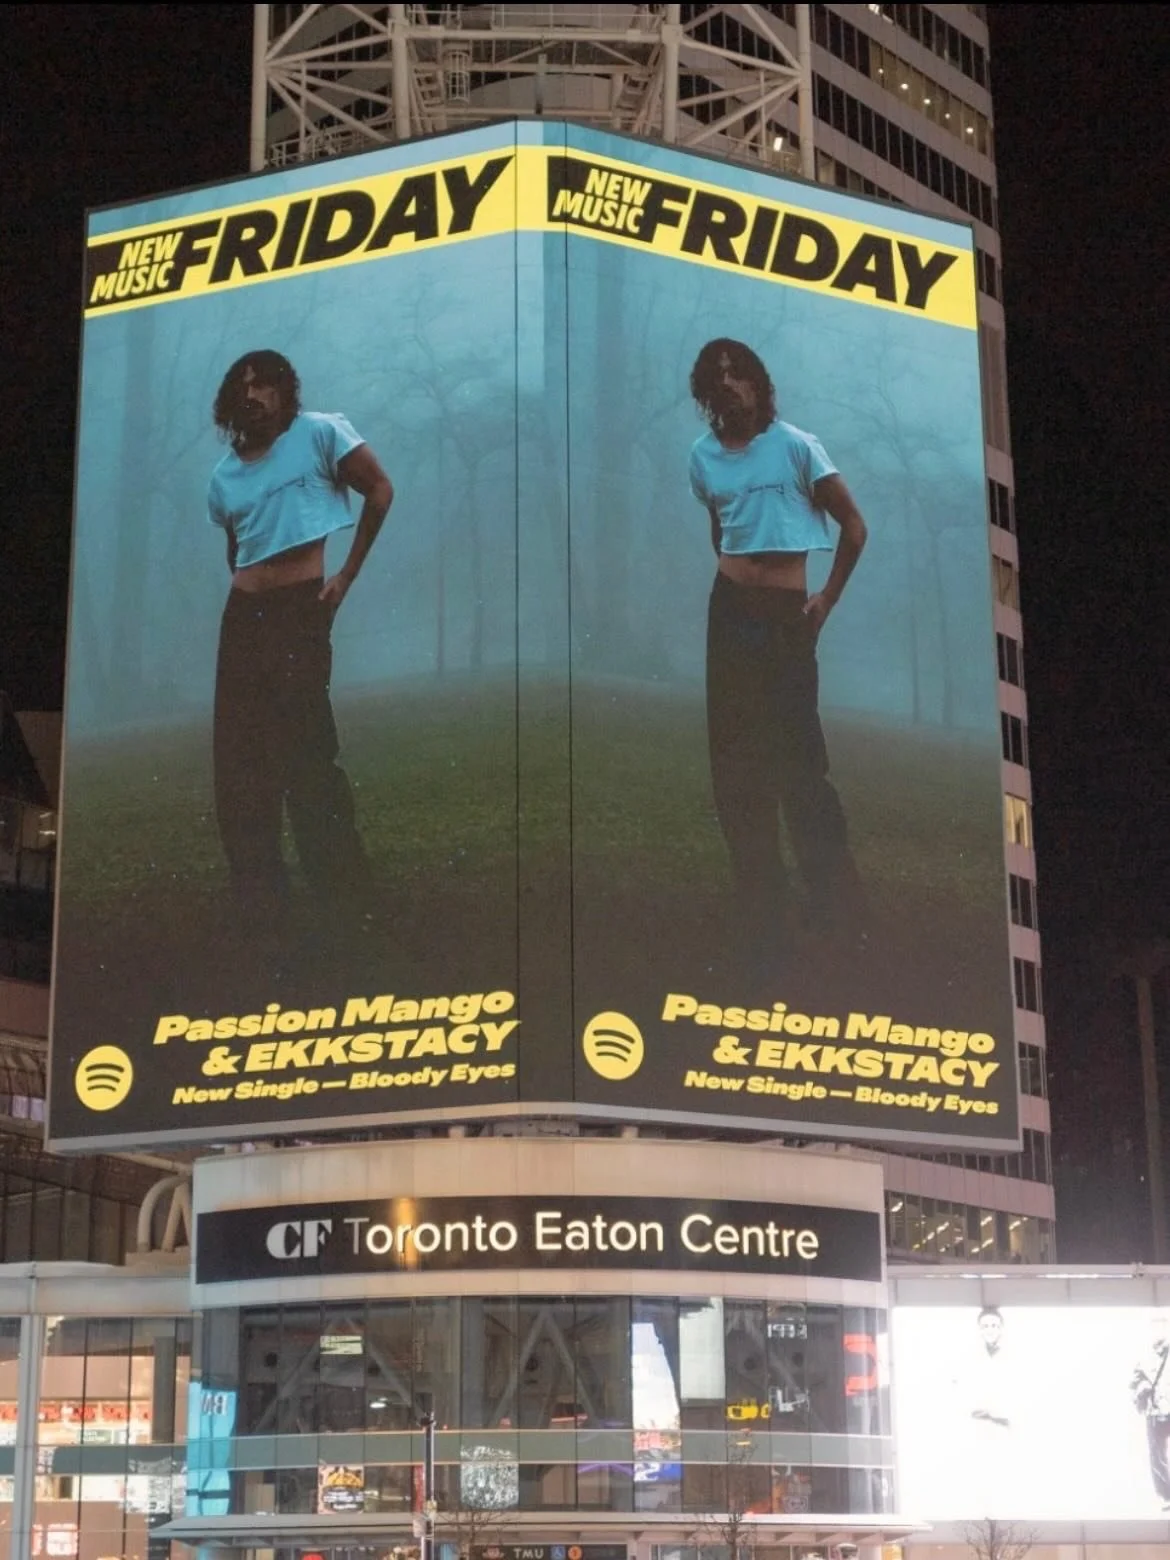 NEW
MUSIC FRIDAY
NEW
MUSIC FRIDAY
Passion Mango
& EKKSTACY
New Single — Bloody Eyes
Passion Mango
& EKKSTACY
New Single — Bloody Eyes
CF Toronto Eaton Centre
TMU